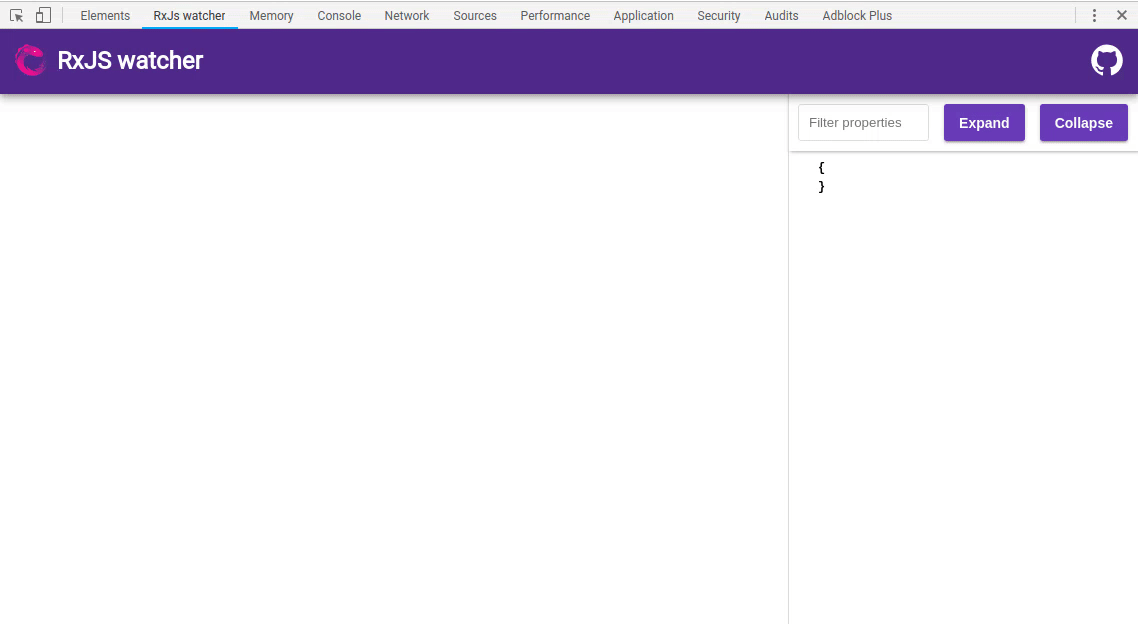 Elements RxJs watcher Memory Console Network Sources Performance Application Security Audits Adblock Plus
RxJS watcher
Filter properties Expand Collapse
{
}